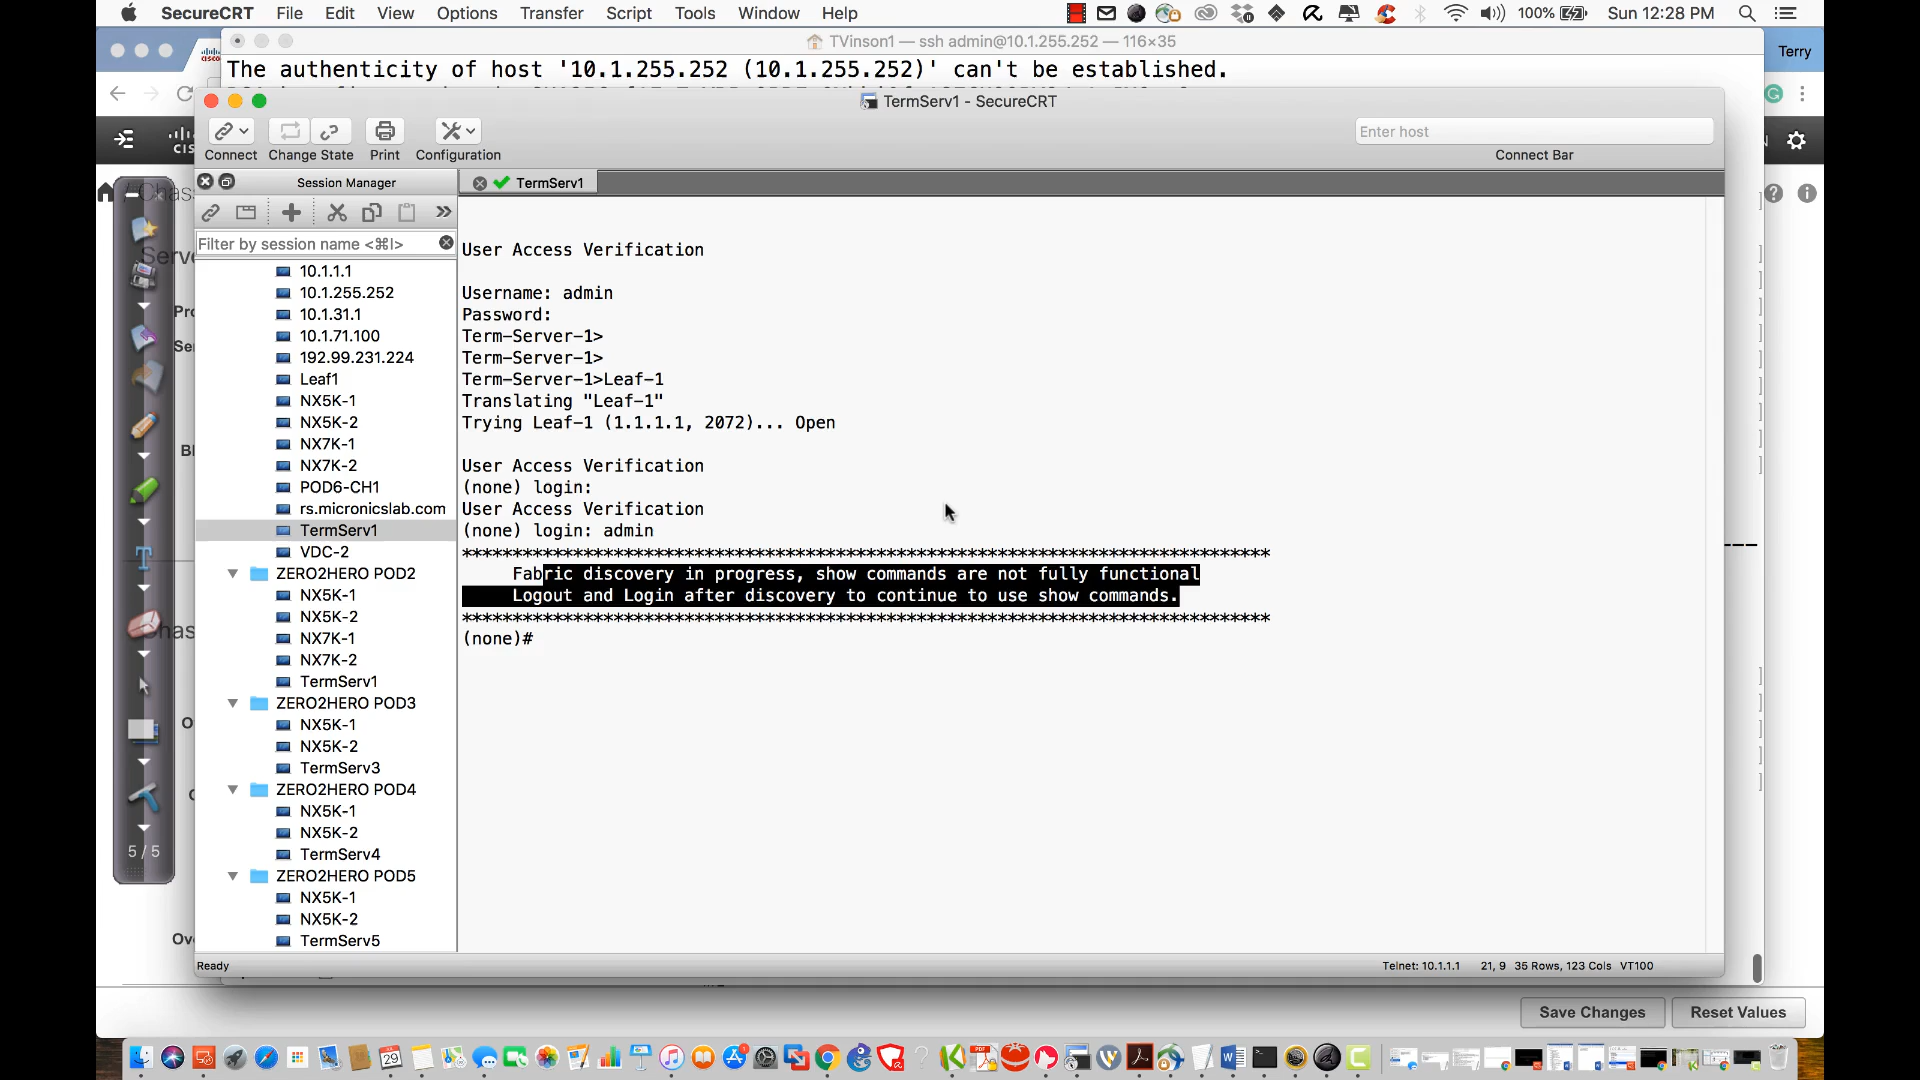 SecureCRT File Edit View Options Transfer Script Tools Window Help 100% Sun 12:28 PM
TVinson1 — ssh admin@10.1.255.252 — 116×35
Terry
The authenticity of host '10.1.255.252 (10.1.255.252)' can't be established.
TermServ1 - SecureCRT
Enter host
Connect Change State Print Configuration Connect Bar
Session Manager
TermServ1
Filter by session name <⌘I>
10.1.1.1
10.1.255.252
10.1.31.1
10.1.71.100
192.99.231.224
Leaf1
NX5K-1
NX5K-2
NX7K-1
NX7K-2
POD6-CH1
rs.micronicslab.com
TermServ1
VDC-2
ZERO2HERO POD2
NX5K-1
NX5K-2
NX7K-1
NX7K-2
TermServ1
ZERO2HERO POD3
NX5K-1
NX5K-2
TermServ3
ZERO2HERO POD4
NX5K-1
NX5K-2
TermServ4
ZERO2HERO POD5
NX5K-1
NX5K-2
TermServ5
User Access Verification
Username: admin
Password:
Term-Server-1>
Term-Server-1>
Term-Server-1>Leaf-1
Translating "Leaf-1"
Trying Leaf-1 (1.1.1.1, 2072)... Open
User Access Verification
(none) login:
User Access Verification
(none) login: admin
********************************************************************************
Fabric discovery in progress, show commands are not fully functional
Logout and Login after discovery to continue to use show commands.
********************************************************************************
(none)#
5 / 5
Ready
Telnet: 10.1.1.1 21, 9 35 Rows, 123 Cols VT100
Save Changes Reset Values
29